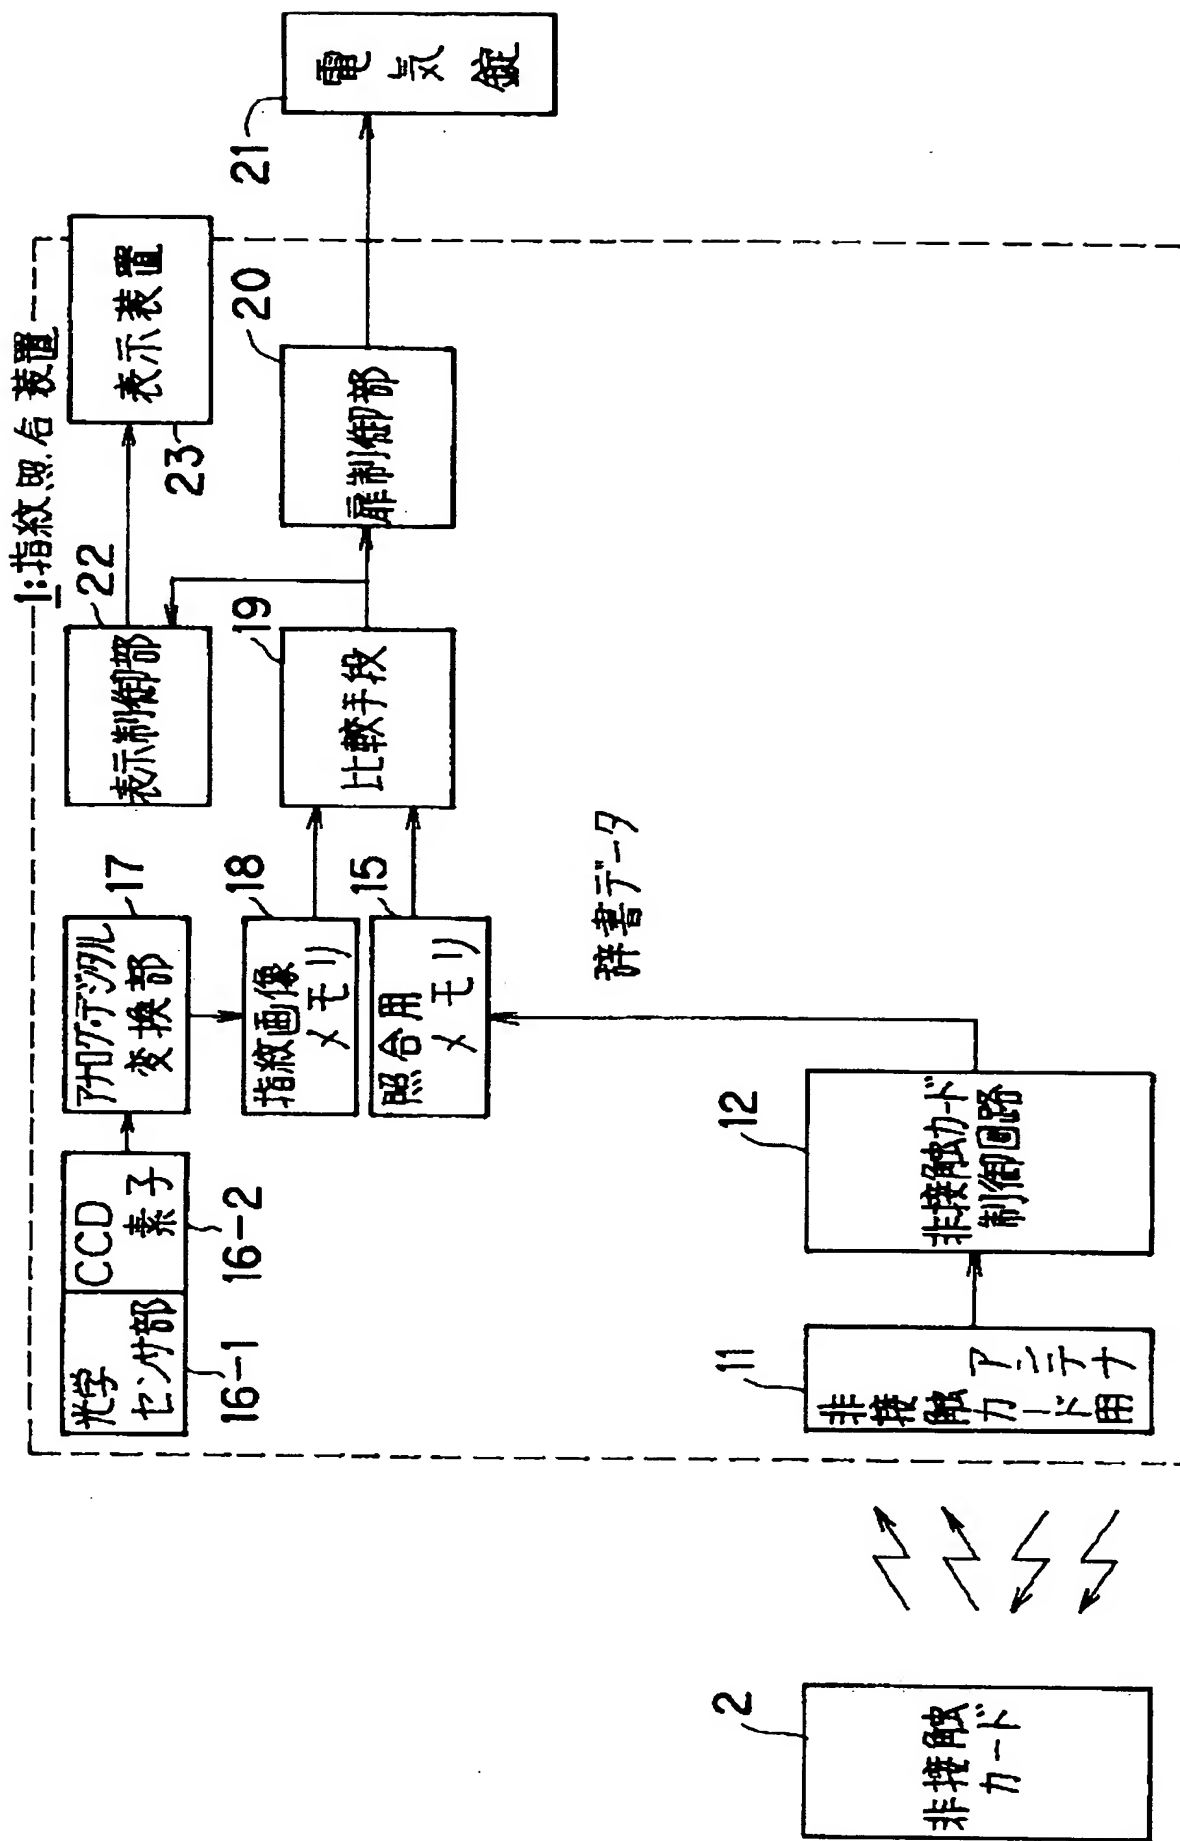 1:指紋照合装置
光学
センサ部
16-1
CCD
素子
16-2
アナログ・デジタル
変換部
17
指紋画像
メモリ
18
照合用
メモリ
15
表示制御部
22
表示装置
23
比較手段
19
扉制御部
20
電気錠
21
辞書データ
非接触カード
制御回路
12
非接触カード用
アンテナ
11
非接触
カード
2